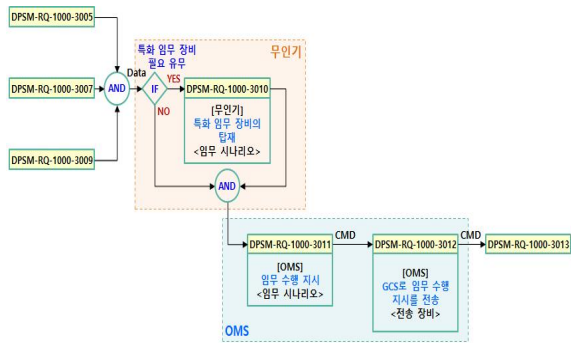 DPSM-RQ-1000-3005
특화 임무 장비
필요 유무
무인기
Data
DPSM-RQ-1000-3007
AND
IF
YES
DPSM-RQ-1000-3010
NO
[무인기]
특화 임무 장비의
탑재
<임무 시나리오>
DPSM-RQ-1000-3009
AND
DPSM-RQ-1000-3011
CMD
DPSM-RQ-1000-3012
CMD
DPSM-RQ-1000-3013
[OMS]
임무 수행 지시
<임무 시나리오>
[OMS]
GCS로 임무 수행
지시를 전송
<전송 장비>
OMS